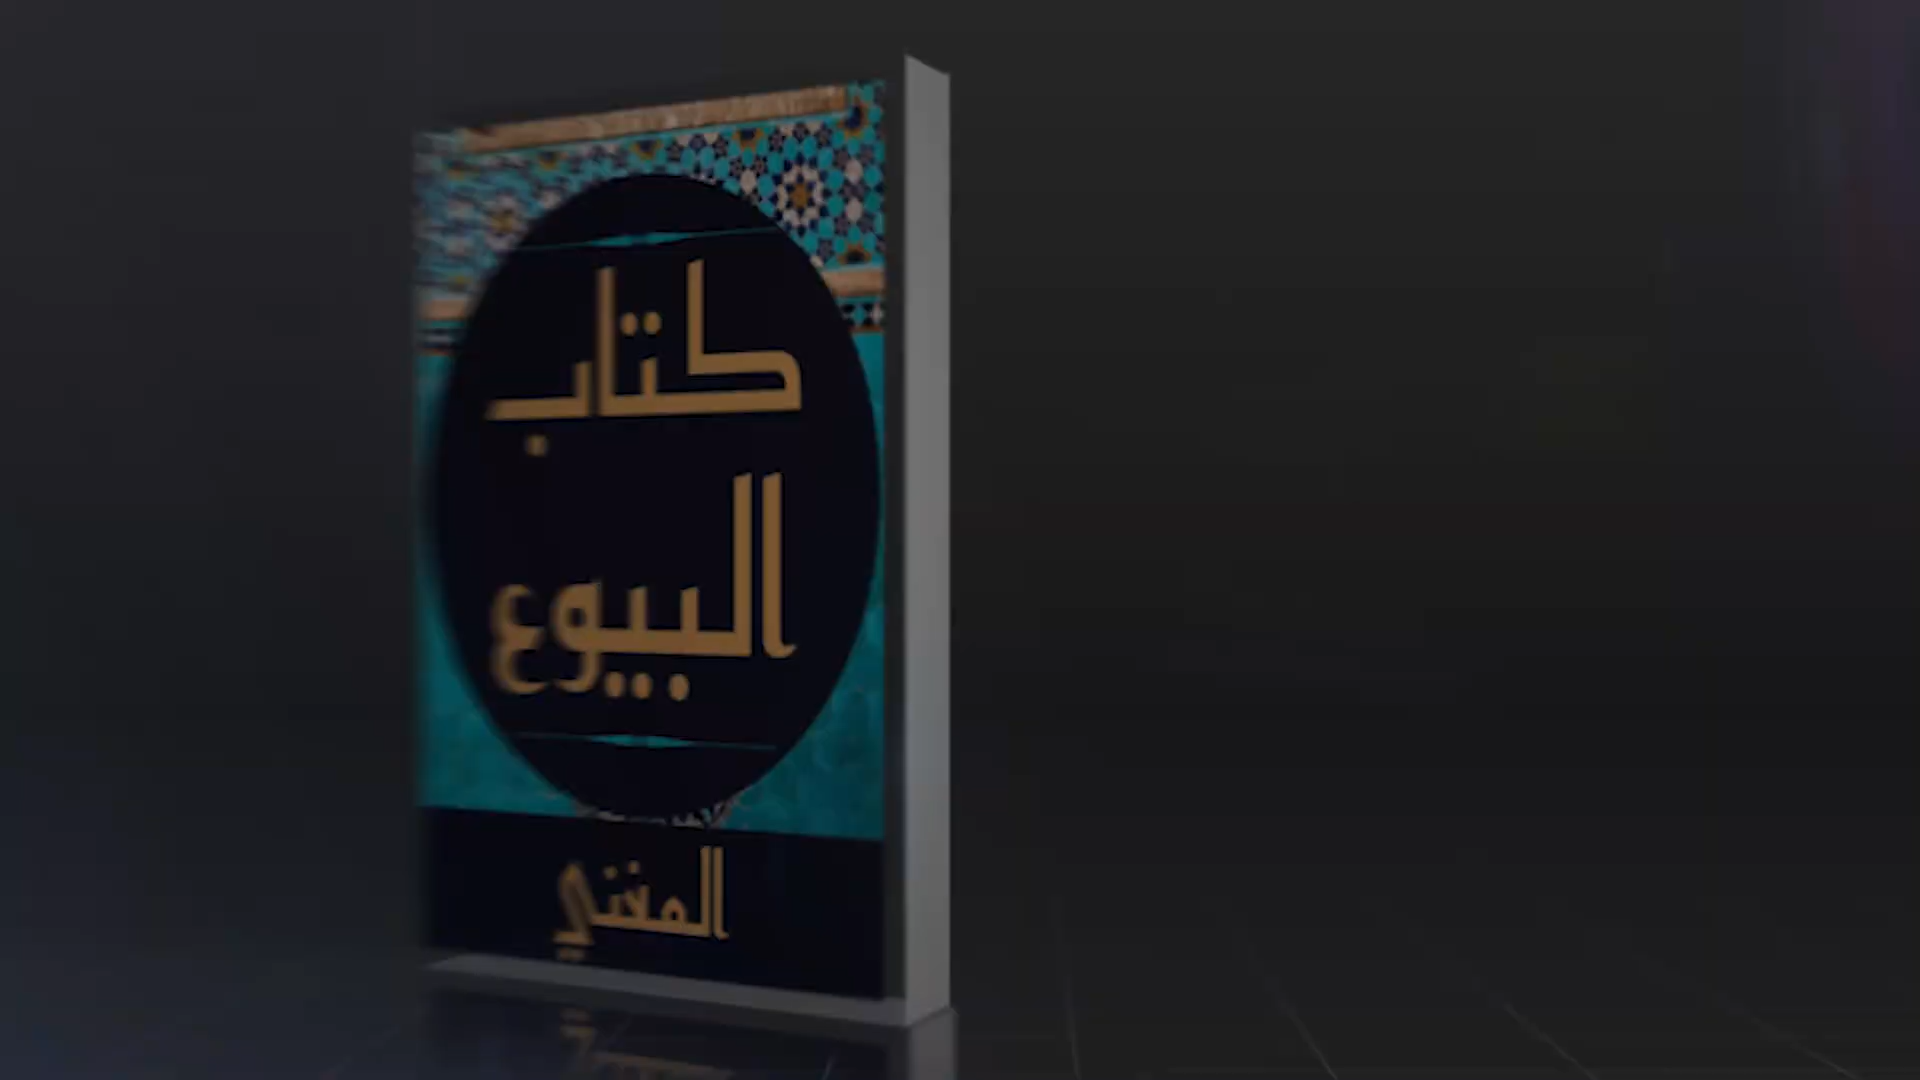 كتاب
البيوع
المغني